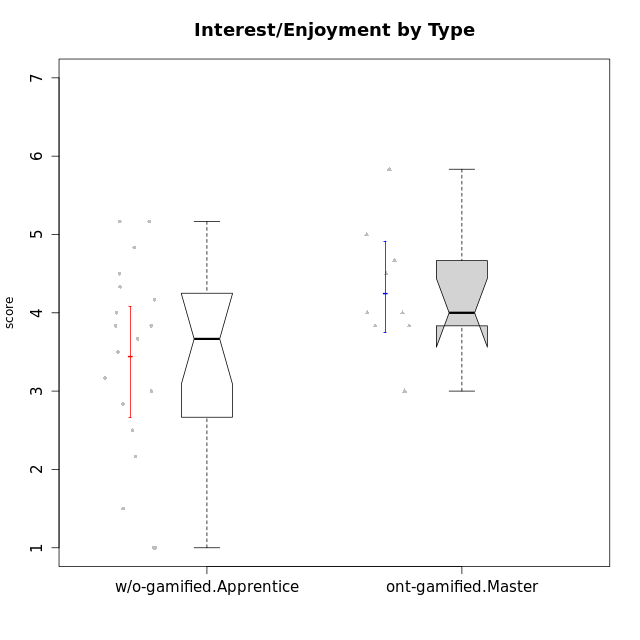 Interest/Enjoyment by Type
score
7
6
5
4
3
2
1
w/o-gamified.Apprentice
ont-gamified.Master